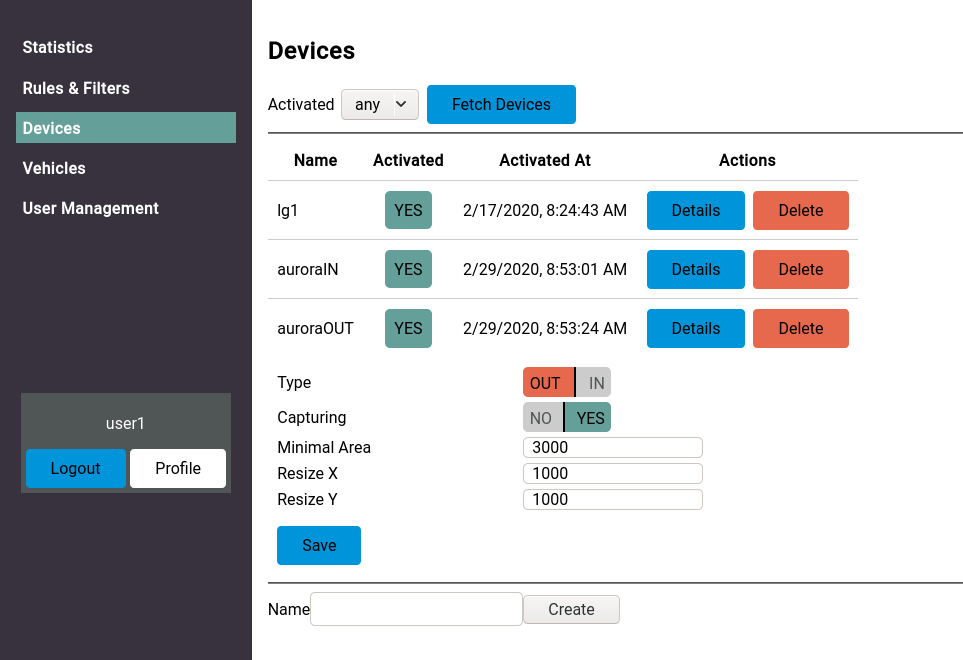 Statistics
Rules & Filters
Devices
Vehicles
User Management
user1
Logout Profile
Devices
Activated any Fetch Devices
Name Activated Activated At Actions
lg1 YES 2/17/2020, 8:24:43 AM Details Delete
auroraIN YES 2/29/2020, 8:53:01 AM Details Delete
auroraOUT YES 2/29/2020, 8:53:24 AM Details Delete
Type OUT IN
Capturing NO YES
Minimal Area 3000
Resize X 1000
Resize Y 1000
Save
Name Create